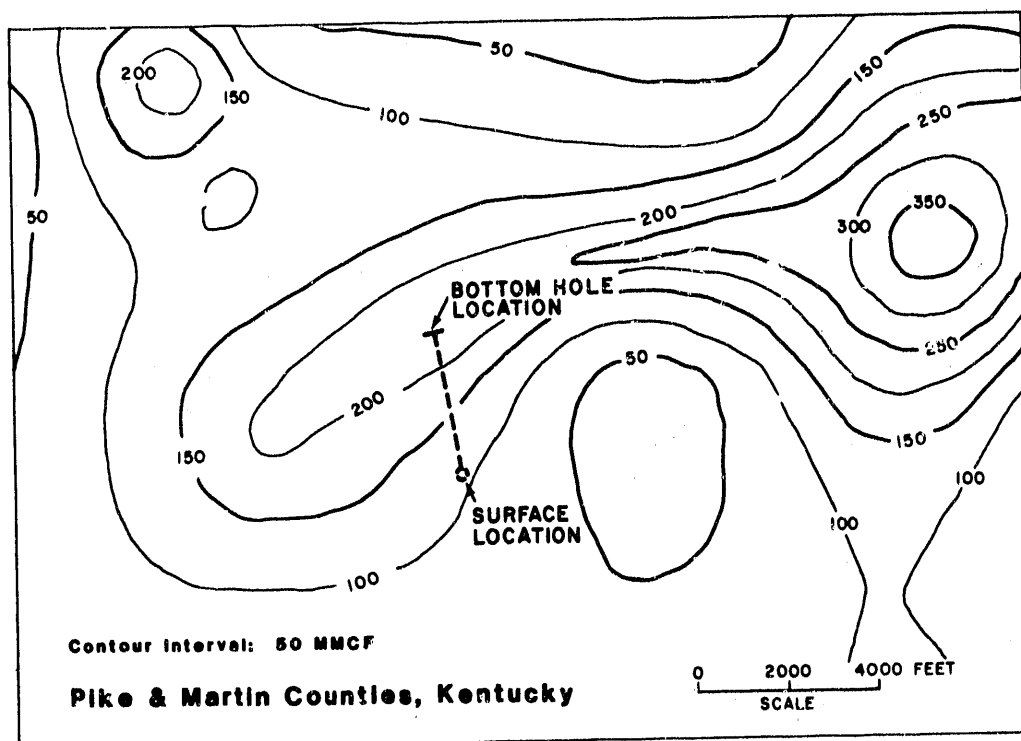 50
200
150
150
100
250
50
200
350
300
BOTTOM HOLE
LOCATION
250
50
200
150
150
100
SURFACE
LOCATION
100
100
Contour Interval: 50 MMCF
0 2000 4000 FEET
SCALE
Pike & Martin Counties, Kentucky